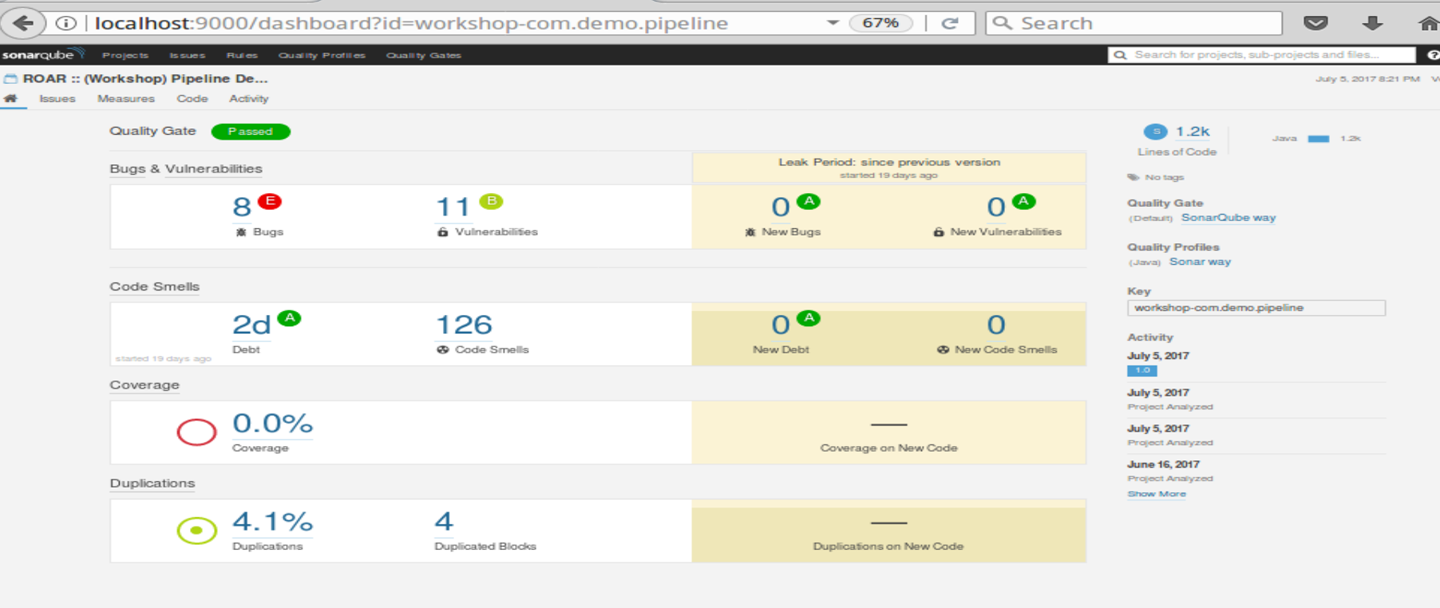 localhost:9000/dashboard?id=workshop-com.demo.pipeline 67% Search
sonarqube Projects Issues Rules Quality Profiles Quality Gates Search for projects, sub-projects and files... ?
ROAR :: (Workshop) Pipeline De... July 5, 2017 8:21 PM
Issues Measures Code Activity
Quality Gate Passed
Bugs & Vulnerabilities
Leak Period: since previous version
started 19 days ago
8 E 11 B 0 A 0 A
Bugs Vulnerabilities New Bugs New Vulnerabilities
Code Smells
2d A 126 0 A 0
Debt Code Smells New Debt New Code Smells
started 19 days ago
Coverage
0.0%
Coverage Coverage on New Code
Duplications
4.1% 4
Duplications Duplicated Blocks Duplications on New Code
S 1.2k Java 1.2k
Lines of Code
No tags
Quality Gate
(Default) SonarQube way
Quality Profiles
(Java) Sonar way
Key
workshop-com.demo.pipeline
Activity
July 5, 2017
1.0
July 5, 2017
Project Analyzed
July 5, 2017
Project Analyzed
June 16, 2017
Project Analyzed
Show More